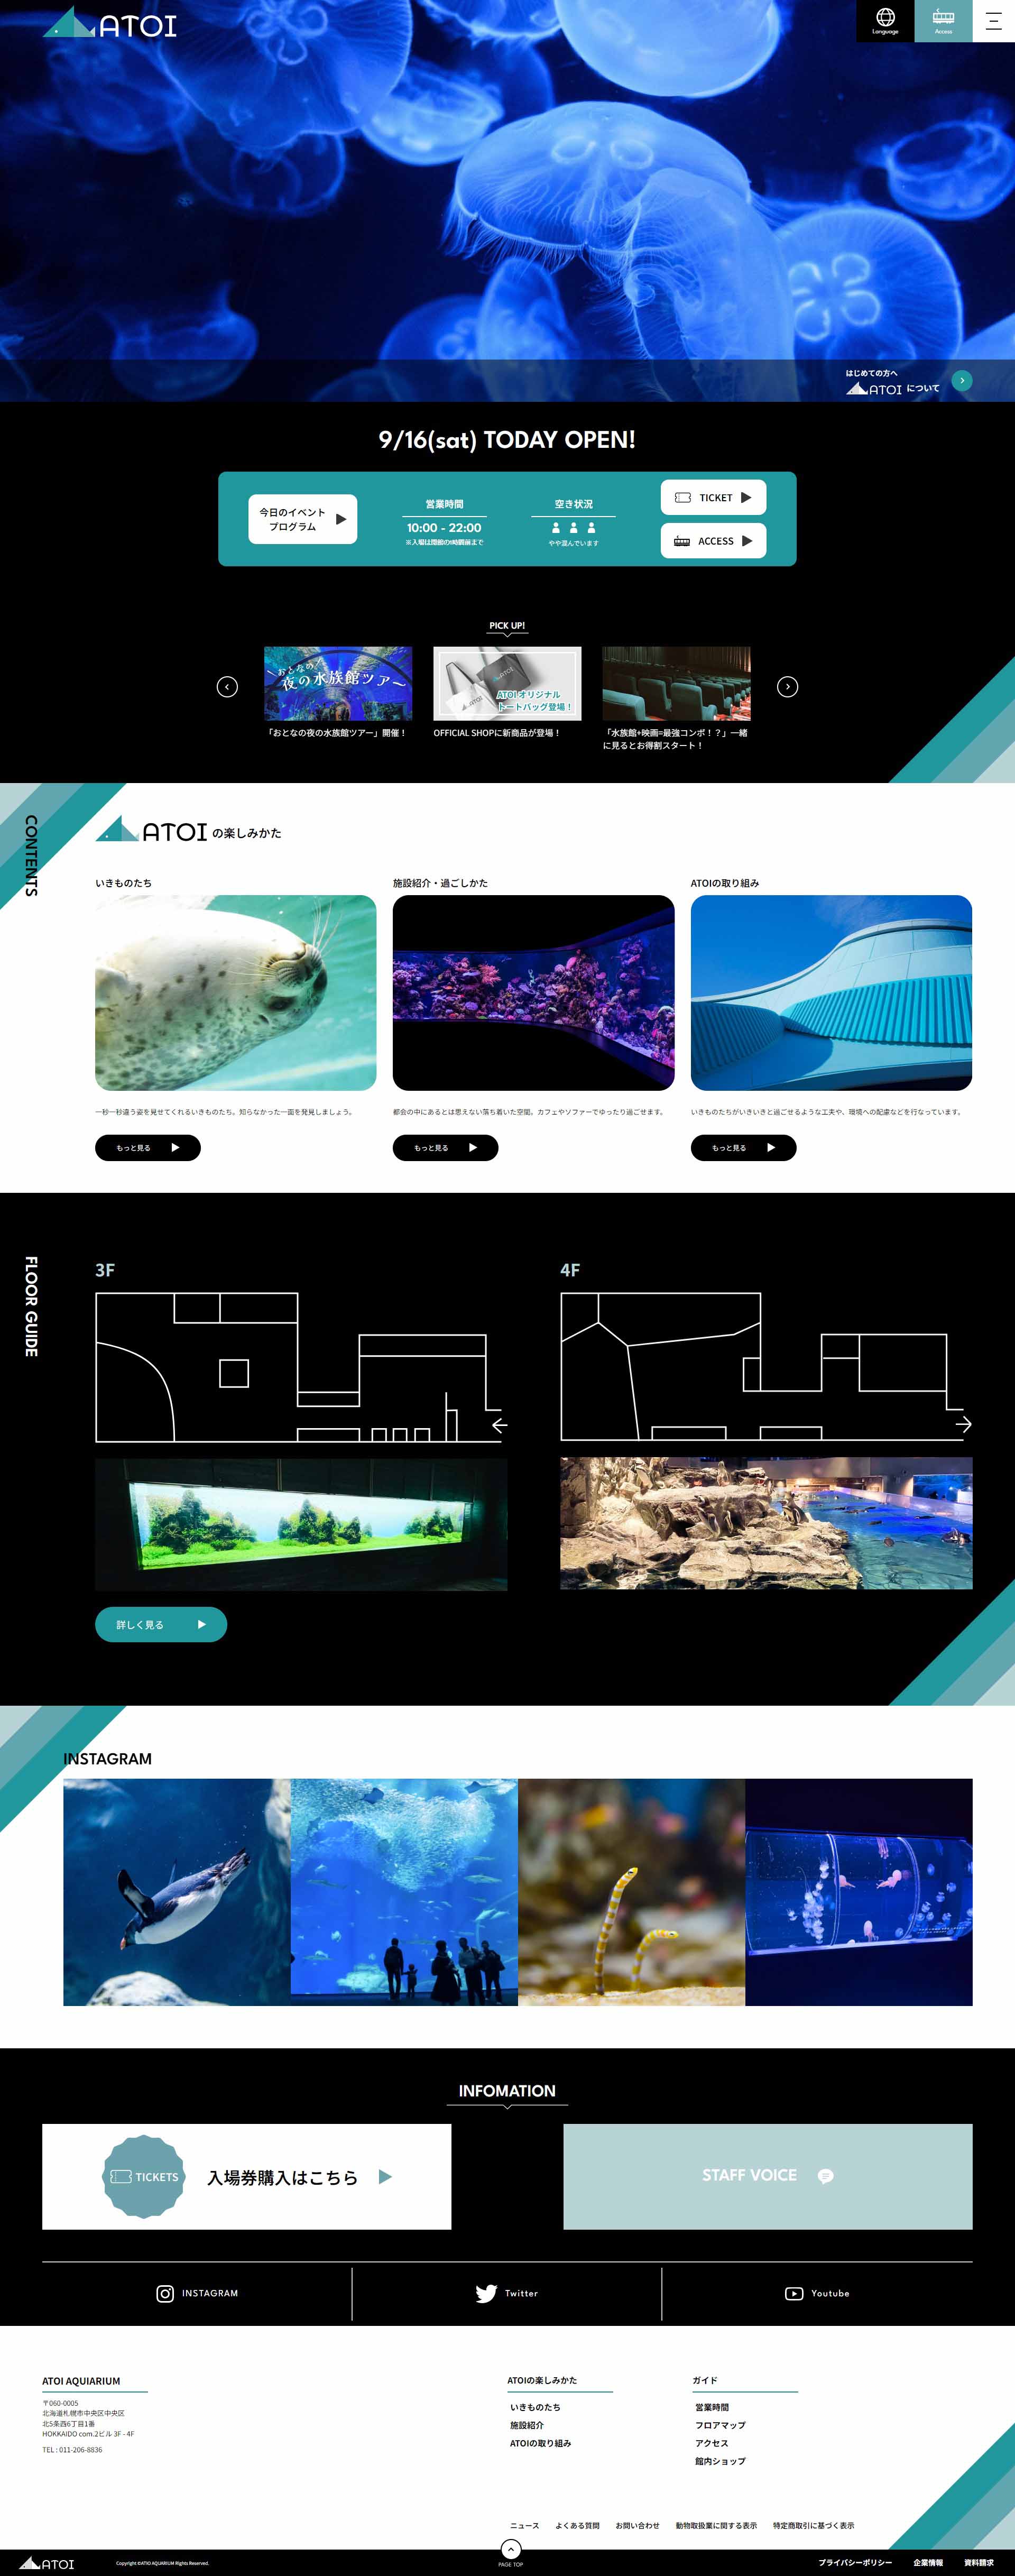 ATOI
Language
Access
はじめての方へ
ATOI について
9/16(sat) TODAY OPEN!
今日のイベント
プログラム
営業時間
10:00 - 22:00
※入場は閉館の1時間前まで
空き状況
やや混んでいます
TICKET
ACCESS
PICK UP!
おとなの
夜の水族館ツアー
「おとなの夜の水族館ツアー」開催！
ATOI オリジナル
トートバッグ登場！
OFFICIAL SHOPに新商品が登場！
「水族館+映画=最強コンボ！？」一緒
に見るとお得割スタート！
CONTENTS
ATOI の楽しみかた
いきものたち
一秒一秒違う姿を見せてくれるいきものたち。知らなかった一面を発見しましょう。
もっと見る
施設紹介・過ごしかた
都会の中にあるとは思えない落ち着いた空間。カフェやソファーでゆったり過ごせます。
もっと見る
ATOIの取り組み
いきものたちがいきいきと過ごせるような工夫や、環境への配慮などを行なっています。
もっと見る
FLOOR GUIDE
3F
4F
詳しく見る
INSTAGRAM
INFOMATION
TICKETS
入場券購入はこちら
STAFF VOICE
INSTAGRAM
Twitter
Youtube
ATOI AQUIARIUM
〒060-0005
北海道札幌市中央区中央区
北5条西6丁目1番
HOKKAIDO com.2ビル 3F - 4F
TEL : 011-206-8836
ATOIの楽しみかた
いきものたち
施設紹介
ATOIの取り組み
ガイド
営業時間
フロアマップ
アクセス
館内ショップ
ニュース
よくある質問
お問い合わせ
動物取扱業に関する表示
特定商取引に基づく表示
ATOI
Copyright ©ATIO AQUARIUM Rights Reserved.
PAGE TOP
プライバシーポリシー
企業情報
資料請求